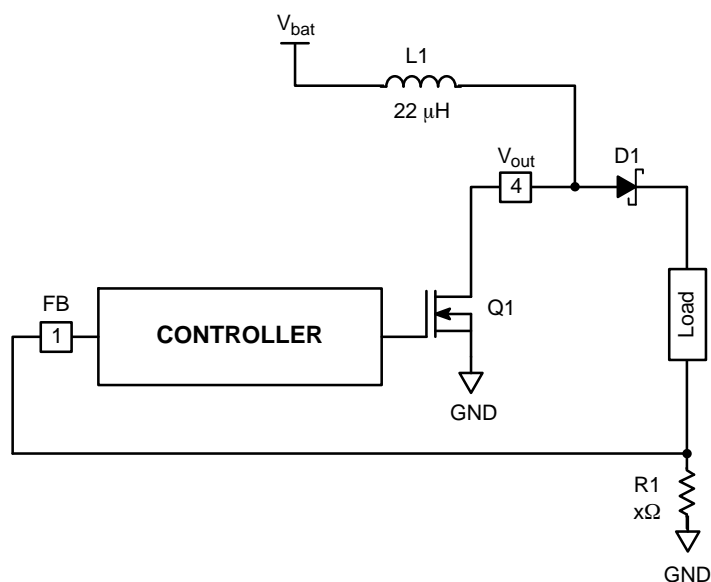 Vbat
L1
22 μH
Vout
D1
4
FB
1
CONTROLLER
Q1
Load
GND
R1
xΩ
GND